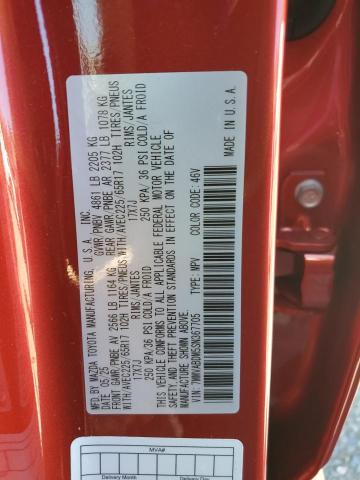 MFD BY MAZDA TOYOTA MANUFACTURING, U.S.A., INC.
05/25 GVWR/PNBV 4861 LB 2205 KG
FRONT GAWR/PNBE AV 2566 LB 1164 KG REAR GAWR/PNBE AR 2377 LB 1078 KG
WITH/AVEC225/65R17 102H TIRES/PNEUS WITH/AVEC225/65R17 102H TIRES/PNEUS
17X7J RIMS/JANTES 17X7J RIMS/JANTES
250 KPA/36 PSI COLD/A FROID 250 KPA/36 PSI COLD/A FROID
THIS VEHICLE CONFORMS TO ALL APPLICABLE FEDERAL MOTOR VEHICLE
SAFETY, AND THEFT PREVENTION STANDARDS IN EFFECT ON THE DATE OF
MANUFACTURE SHOWN ABOVE.
VIN: TYPE: MPV COLOR CODE: 46V
MADE IN U.S.A.
MVA#
Delivery Month